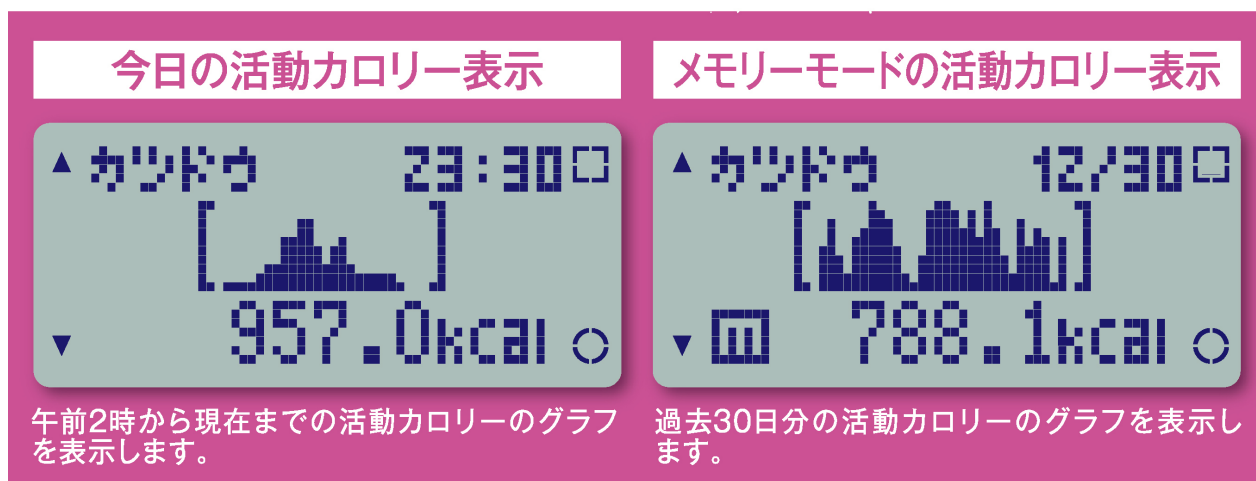 今日の活動カロリー表示
▲ カツドウ 23:30
957.0kcal
▼
午前2時から現在までの活動カロリーのグラフ
を表示します。
メモリーモードの活動カロリー表示
▲ カツドウ 12/30
▼ M 788.1kcal
過去30日分の活動カロリーのグラフを表示し
ます。